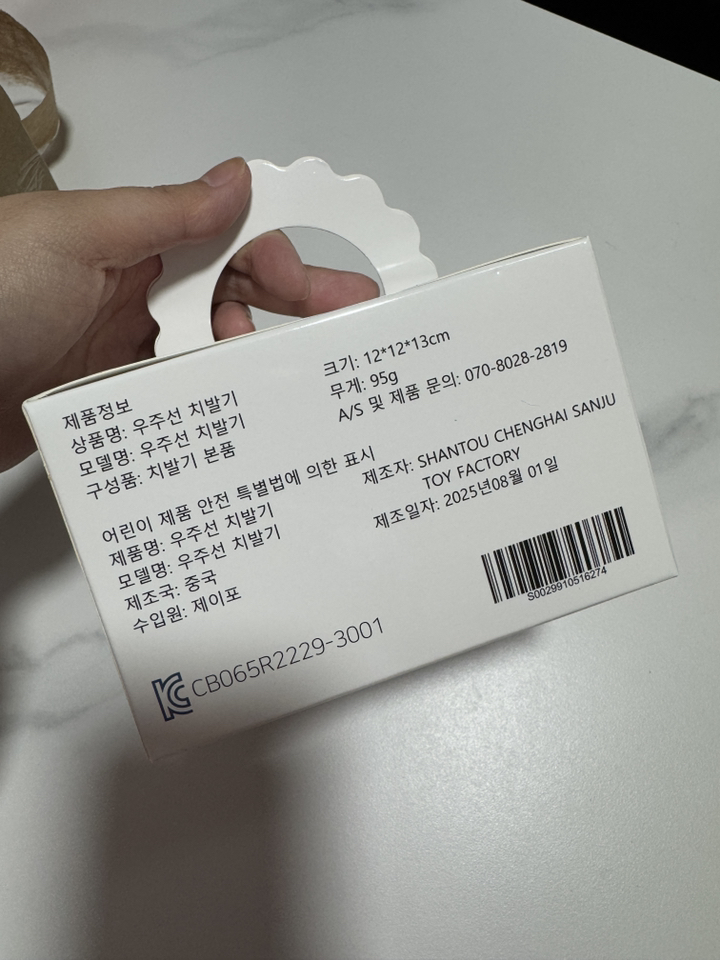 제품정보
상품명: 우주선 치발기
모델명: 우주선 치발기
구성품: 치발기 본품
크기: 12*12*13cm
무게: 95g
A/S 및 제품 문의: 070-8028-2819
어린이 제품 안전 특별법에 의한 표시
제품명: 우주선 치발기
모델명: 우주선 치발기
제조국: 중국
수입원: 제이포
제조자: SHANTOU CHENGHAI SANJU
TOY FACTORY
제조일자: 2025년08월 01일
S0029910516274
KC CB065R2229-3001